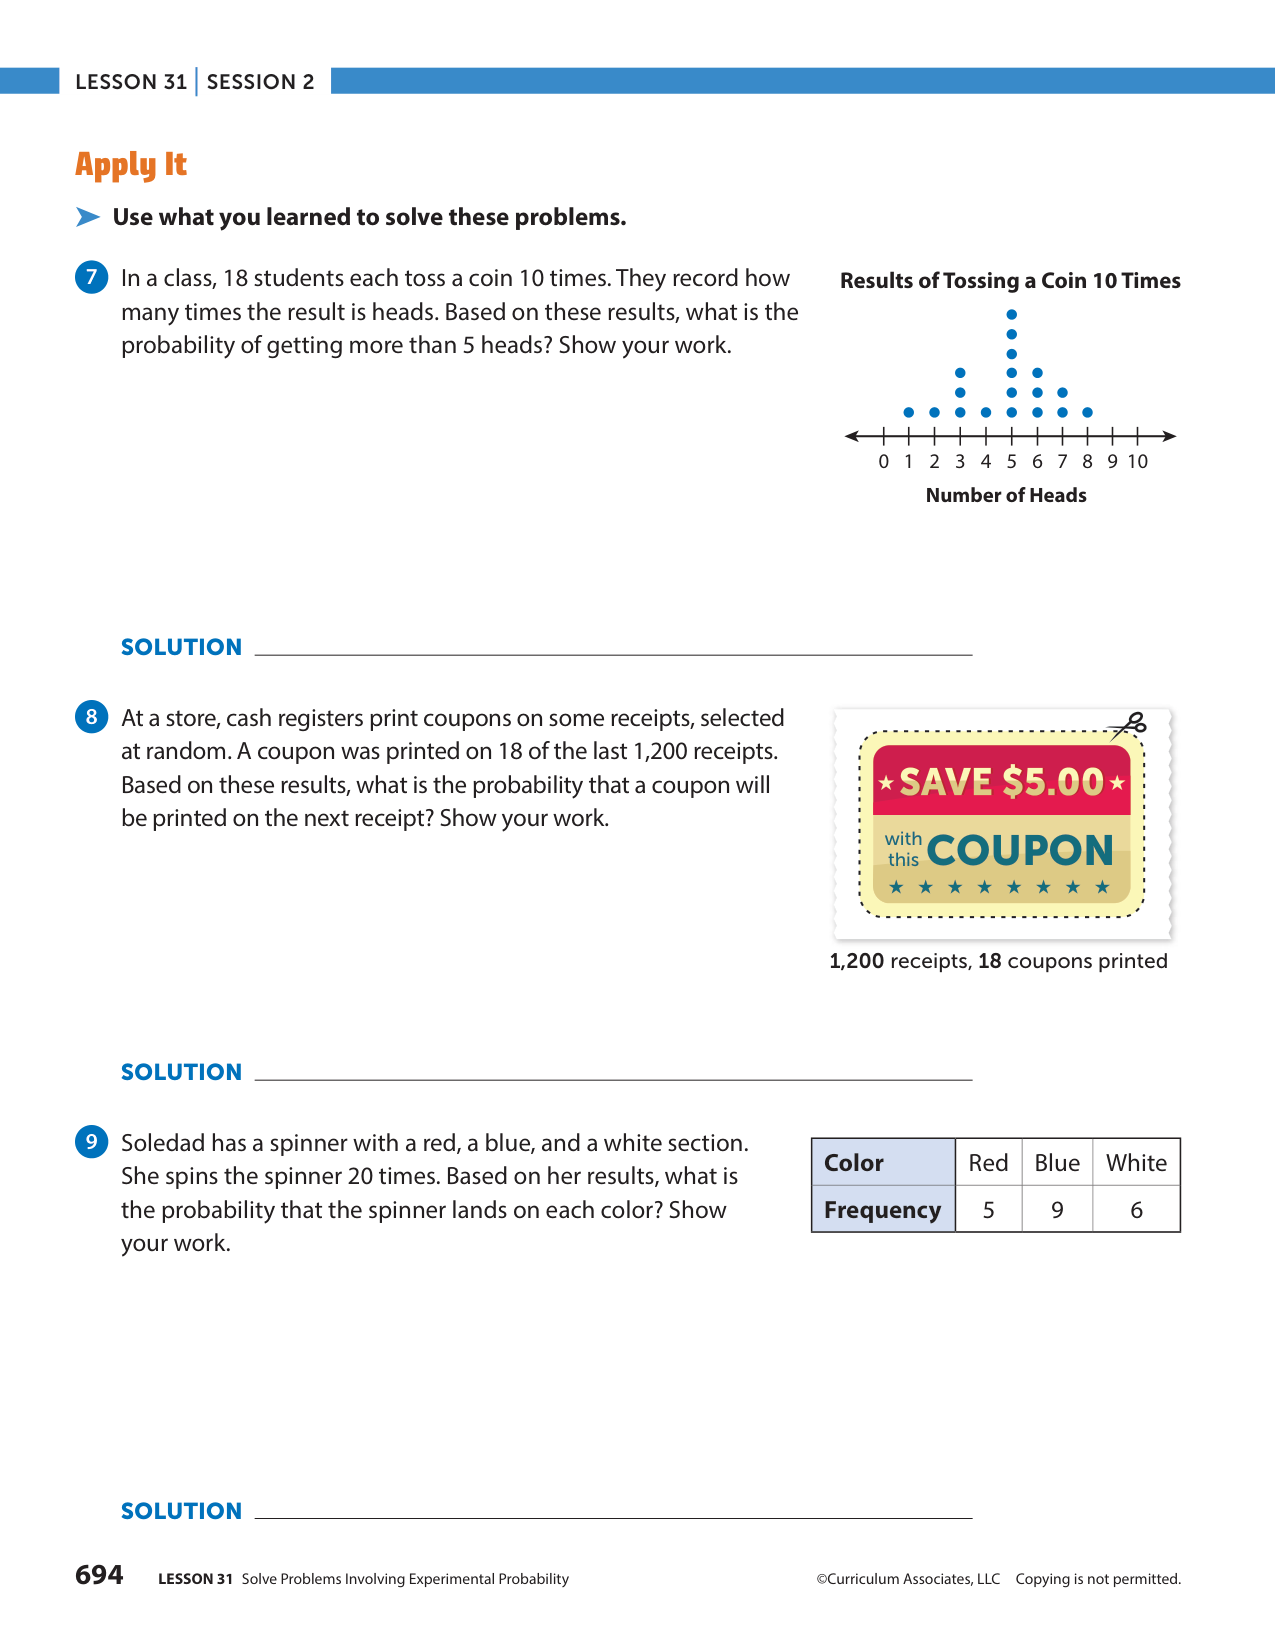 LESSON 31 | SESSION 2
Apply It
Use what you learned to solve these problems.
7 In a class, 18 students each toss a coin 10 times. They record how
many times the result is heads. Based on these results, what is the
probability of getting more than 5 heads? Show your work.
Results of Tossing a Coin 10 Times
0 1 2 3 4 5 6 7 8 9 10
Number of Heads
SOLUTION
8 At a store, cash registers print coupons on some receipts, selected
at random. A coupon was printed on 18 of the last 1,200 receipts.
Based on these results, what is the probability that a coupon will
be printed on the next receipt? Show your work.
SAVE $5.00
with
this COUPON
1,200 receipts, 18 coupons printed
SOLUTION
9 Soledad has a spinner with a red, a blue, and a white section.
She spins the spinner 20 times. Based on her results, what is
the probability that the spinner lands on each color? Show
your work.
Color Red Blue White
Frequency 5 9 6
SOLUTION
694 LESSON 31 Solve Problems Involving Experimental Probability
©Curriculum Associates, LLC Copying is not permitted.